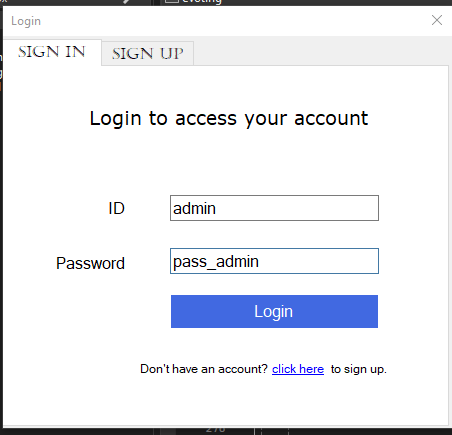 evoting
Login
SIGN IN SIGN UP
Login to access your account
ID admin
Password pass_admin
Login
Don't have an account? click here to sign up.